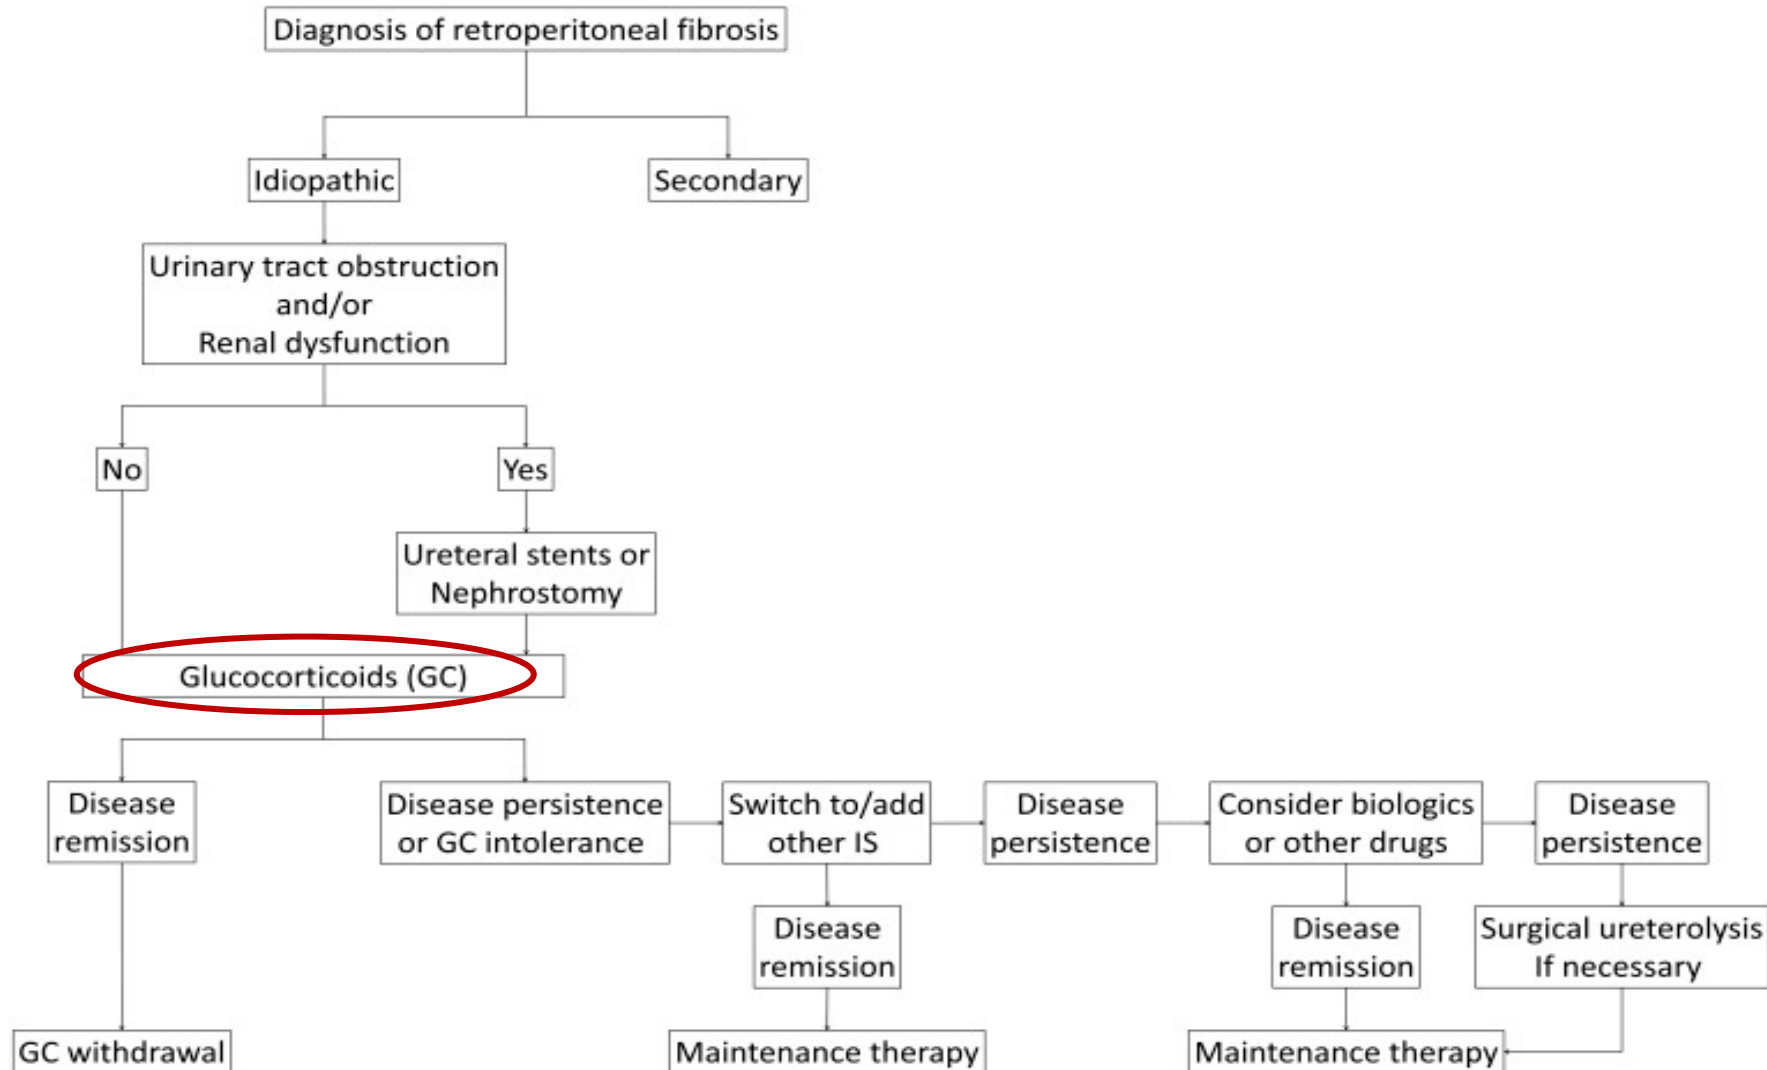 Diagnosis of retroperitoneal fibrosis
Idiopathic
Secondary
Urinary tract obstruction
and/or
Renal dysfunction
No
Yes
Ureteral stents or
Nephrostomy
Glucocorticoids (GC)
Disease
remission
Disease persistence
or GC intolerance
Switch to/add
other IS
Disease
persistence
Consider biologics
or other drugs
Disease
persistence
Disease
remission
Disease
remission
Surgical ureterolysis
If necessary
GC withdrawal
Maintenance therapy
Maintenance therapy